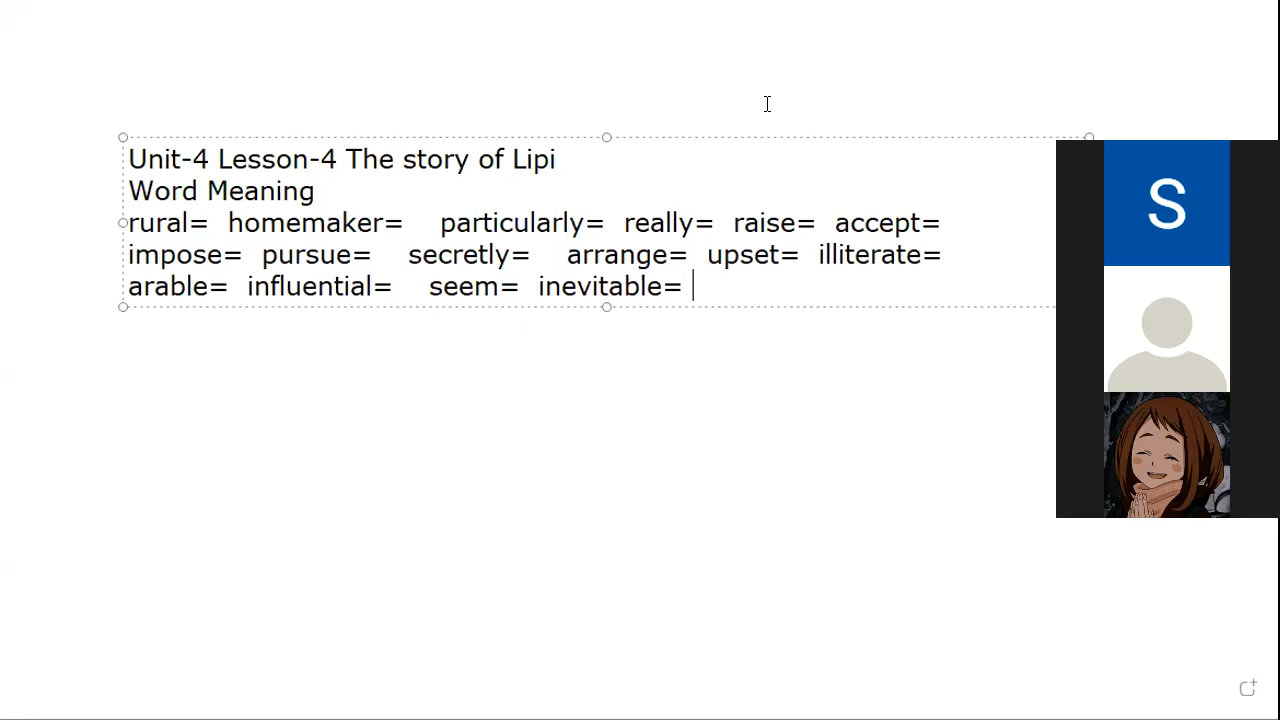 Unit-4 Lesson-4 The story of Lipi
Word Meaning
rural= homemaker= particularly= really= raise= accept=
impose= pursue= secretly= arrange= upset= illiterate=
arable= influential= seem= inevitable=
S